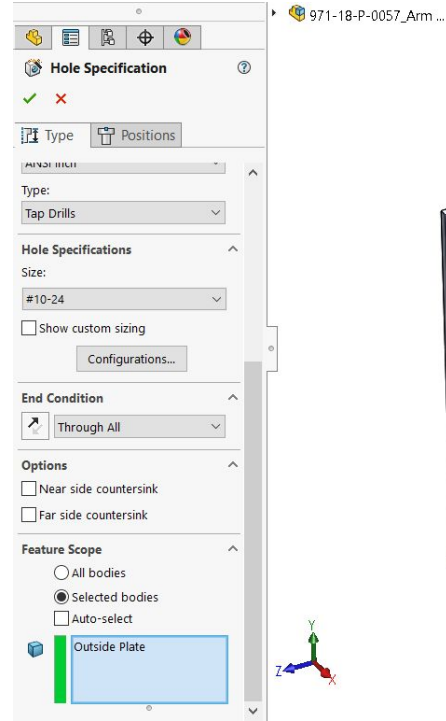 971-18-P-0057_Arm ...
Hole Specification
Type
Positions
ANSI Inch
Type:
Tap Drills
Hole Specifications
Size:
#10-24
Show custom sizing
Configurations...
End Condition
Through All
Options
Near side countersink
Far side countersink
Feature Scope
All bodies
Selected bodies
Auto-select
Outside Plate
Y
Z
X